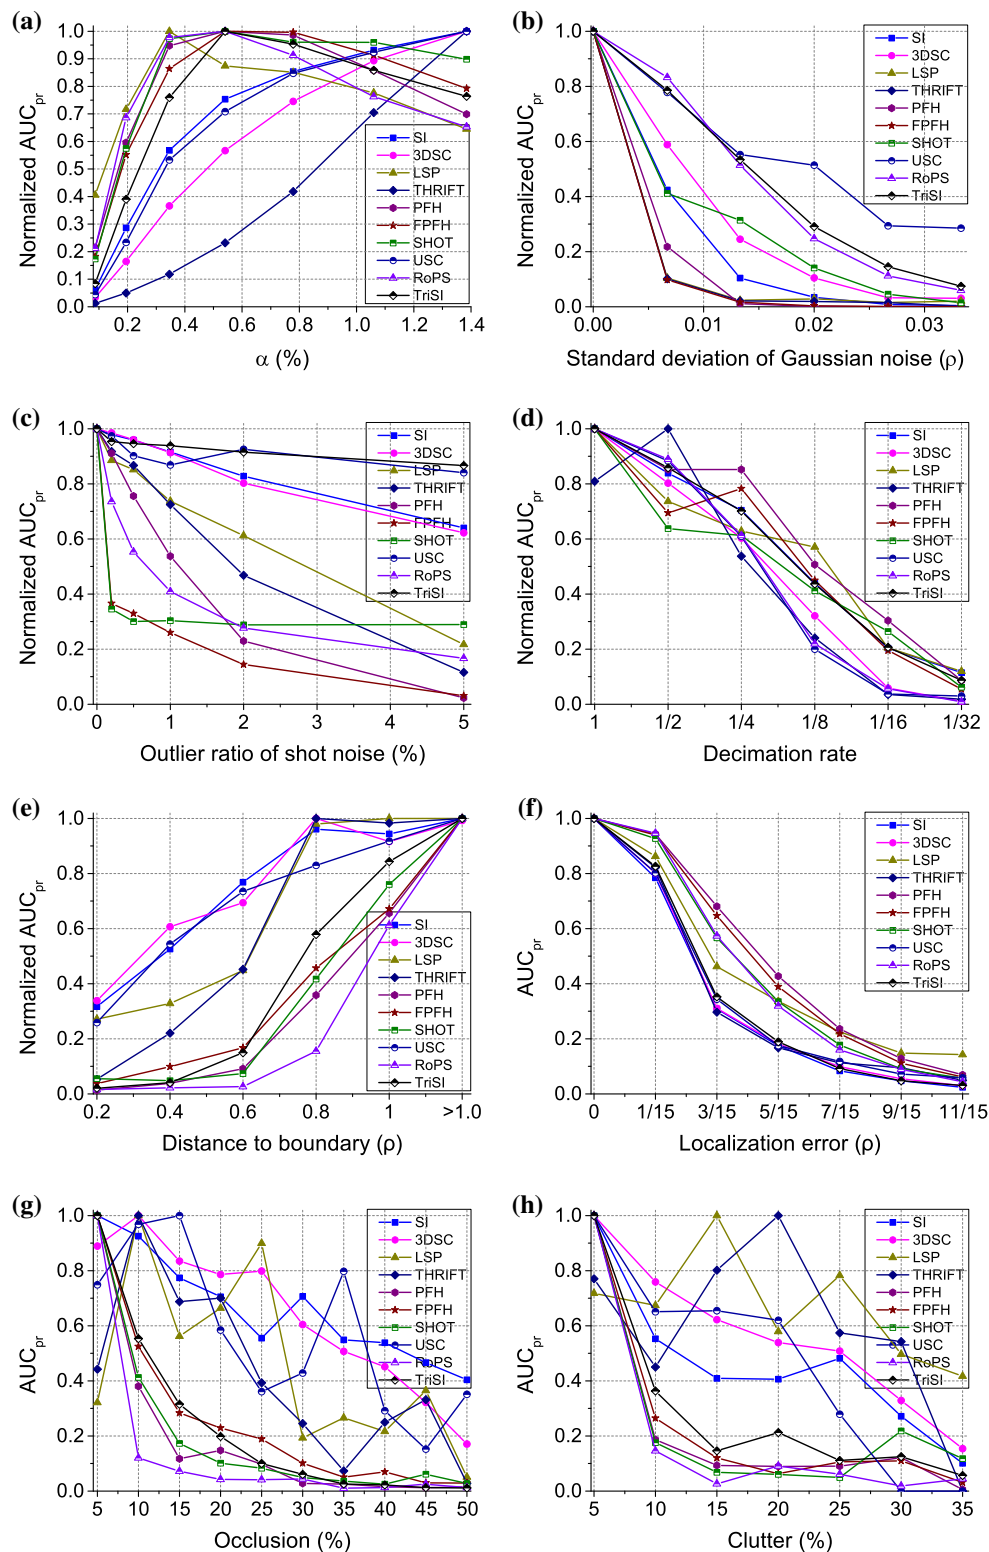 (a)
1.0
0.9
0.8
0.7
0.6
0.5
0.4
0.3
0.2
0.1
0.0
Normalized AUCpr
SI
3DSC
LSP
THRIFT
PFH
FPFH
SHOT
USC
RoPS
TriSI
0.2 0.4 0.6 0.8 1.0 1.2 1.4
α (%)
(b)
1.0
0.9
0.8
0.7
0.6
0.5
0.4
0.3
0.2
0.1
0.0
Normalized AUCpr
SI
3DSC
LSP
THRIFT
PFH
FPFH
SHOT
USC
RoPS
TriSI
0.00 0.01 0.02 0.03
Standard deviation of Gaussian noise (ρ)
(c)
1.0
0.8
0.6
0.4
0.2
0.0
Normalized AUCpr
SI
3DSC
LSP
THRIFT
PFH
FPFH
SHOT
USC
RoPS
TriSI
0 1 2 3 4 5
Outlier ratio of shot noise (%)
(d)
1.0
0.8
0.6
0.4
0.2
0.0
Normalized AUCpr
SI
3DSC
LSP
THRIFT
PFH
FPFH
SHOT
USC
RoPS
TriSI
1 1/2 1/4 1/8 1/16 1/32
Decimation rate
(e)
1.0
0.8
0.6
0.4
0.2
0.0
Normalized AUCpr
SI
3DSC
LSP
THRIFT
PFH
FPFH
SHOT
USC
RoPS
TriSI
0.2 0.4 0.6 0.8 1 >1.0
Distance to boundary (ρ)
(f)
1.0
0.8
0.6
0.4
0.2
0.0
AUCpr
SI
3DSC
LSP
THRIFT
PFH
FPFH
SHOT
USC
RoPS
TriSI
0 1/15 3/15 5/15 7/15 9/15 11/15
Localization error (ρ)
(g)
1.0
0.8
0.6
0.4
0.2
0.0
AUCpr
SI
3DSC
LSP
THRIFT
PFH
FPFH
SHOT
USC
RoPS
TriSI
5 10 15 20 25 30 35 40 45 50
Occlusion (%)
(h)
1.0
0.8
0.6
0.4
0.2
0.0
AUCpr
SI
3DSC
LSP
THRIFT
PFH
FPFH
SHOT
USC
RoPS
TriSI
5 10 15 20 25 30 35
Clutter (%)